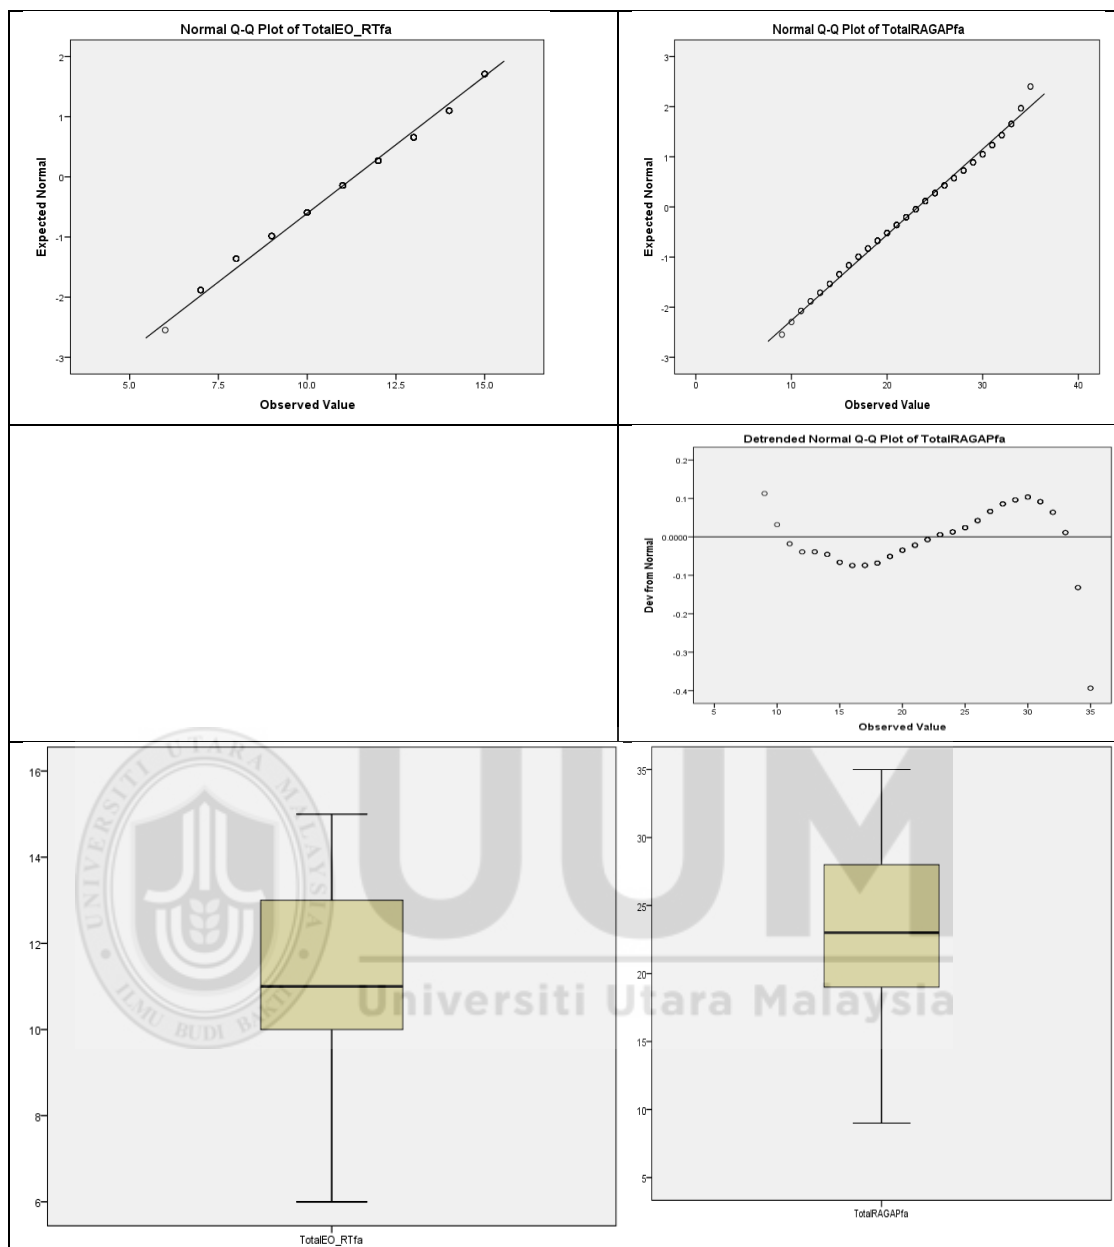 Normal Q-Q Plot of TotalEO_RTfa
2
1
0
-1
-2
-3
Expected Normal
5.0 7.5 10.0 12.5 15.0
Observed Value
Normal Q-Q Plot of TotalRAGAPfa
3
2
1
0
-1
-2
-3
Expected Normal
0 10 20 30 40
Observed Value
Detrended Normal Q-Q Plot of TotalRAGAPfa
0.2
0.1
0.0000
-0.1
-0.2
-0.3
-0.4
Dev from Normal
5 10 15 20 25 30 35
Observed Value
16
14
12
10
8
6
TotalEO_RTfa
35
30
25
20
15
10
5
TotalRAGAPfa
UNIVERSITI UTARA MALAYSIA
ILMU BUDI BAKTI
UUM
Universiti Utara Malaysia